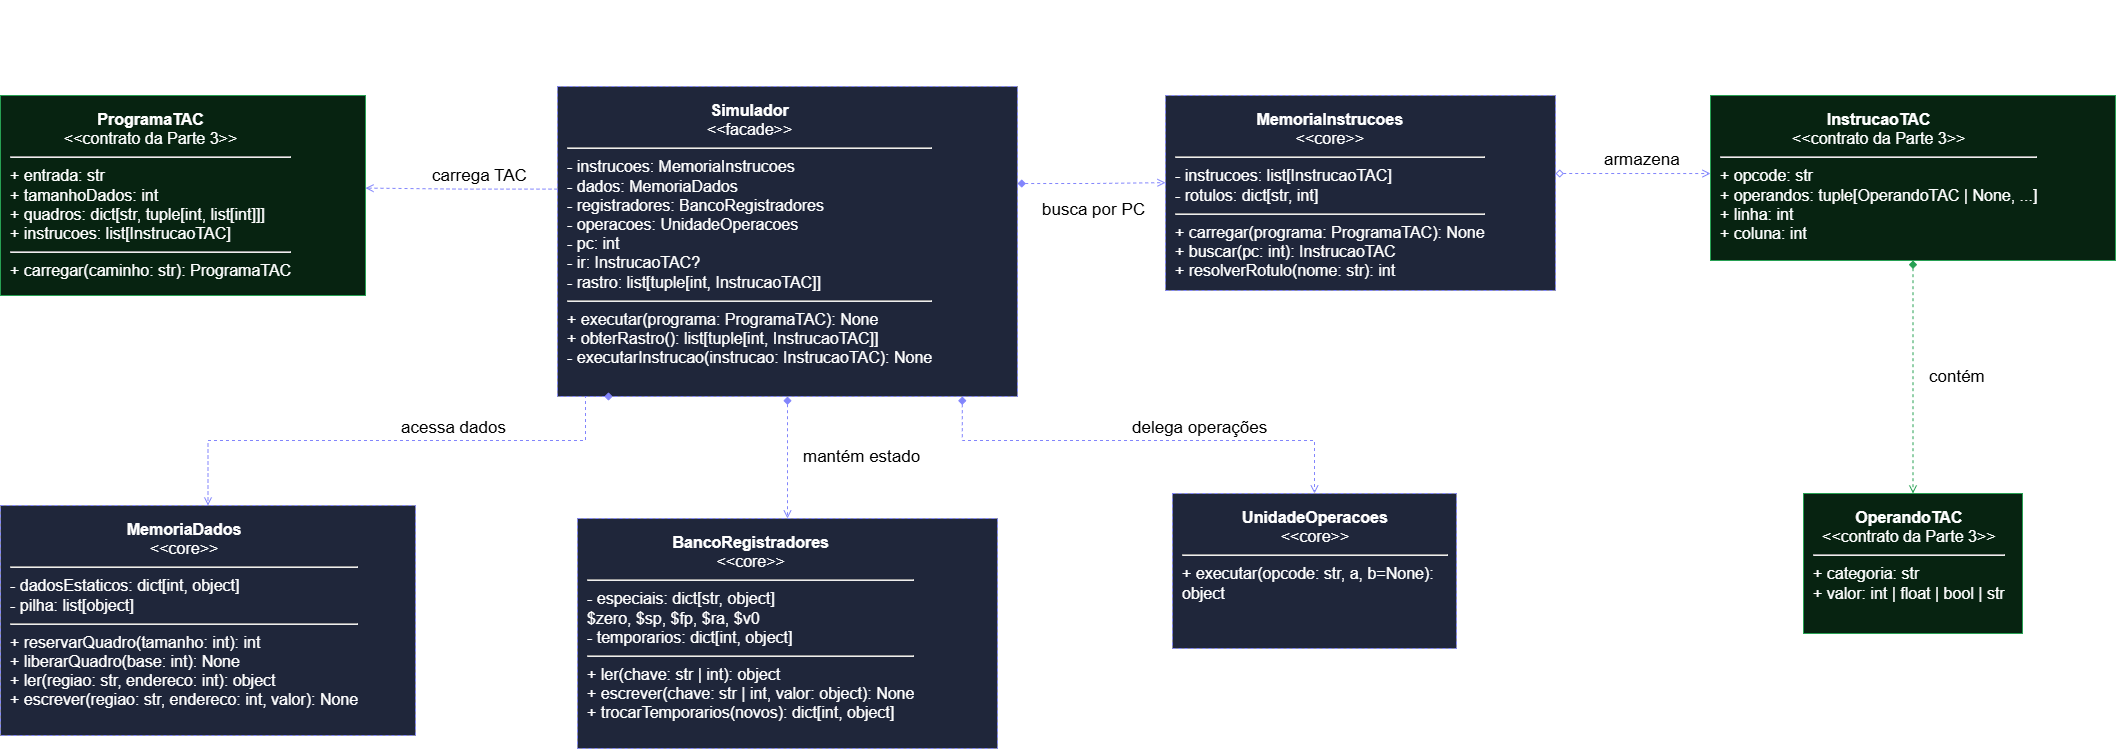 ProgramaTAC
<<contrato da Parte 3>>
+ entrada: str
+ tamanhoDados: int
+ quadros: dict[str, tuple[int, list[int]]]
+ instrucoes: list[InstrucaoTAC]
+ carregar(caminho: str): ProgramaTAC
carrega TAC
Simulador
<<facade>>
- instrucoes: MemoriaInstrucoes
- dados: MemoriaDados
- registradores: BancoRegistradores
- operacoes: UnidadeOperacoes
- pc: int
- ir: InstrucaoTAC?
- rastro: list[tuple[int, InstrucaoTAC]]
+ executar(programa: ProgramaTAC): None
+ obterRastro(): list[tuple[int, InstrucaoTAC]]
- executarInstrucao(instrucao: InstrucaoTAC): None
busca por PC
MemoriaInstrucoes
<<core>>
- instrucoes: list[InstrucaoTAC]
- rotulos: dict[str, int]
+ carregar(programa: ProgramaTAC): None
+ buscar(pc: int): InstrucaoTAC
+ resolverRotulo(nome: str): int
armazena
InstrucaoTAC
<<contrato da Parte 3>>
+ opcode: str
+ operandos: tuple[OperandoTAC | None, ...]
+ linha: int
+ coluna: int
contém
acessa dados
mantém estado
delega operações
MemoriaDados
<<core>>
- dadosEstaticos: dict[int, object]
- pilha: list[object]
+ reservarQuadro(tamanho: int): int
+ liberarQuadro(base: int): None
+ ler(regiao: str, endereco: int): object
+ escrever(regiao: str, endereco: int, valor): None
BancoRegistradores
<<core>>
- especiais: dict[str, object]
$zero, $sp, $fp, $ra, $v0
- temporarios: dict[int, object]
+ ler(chave: str | int): object
+ escrever(chave: str | int, valor: object): None
+ trocarTemporarios(novos): dict[int, object]
UnidadeOperacoes
<<core>>
+ executar(opcode: str, a, b=None):
object
OperandoTAC
<<contrato da Parte 3>>
+ categoria: str
+ valor: int | float | bool | str